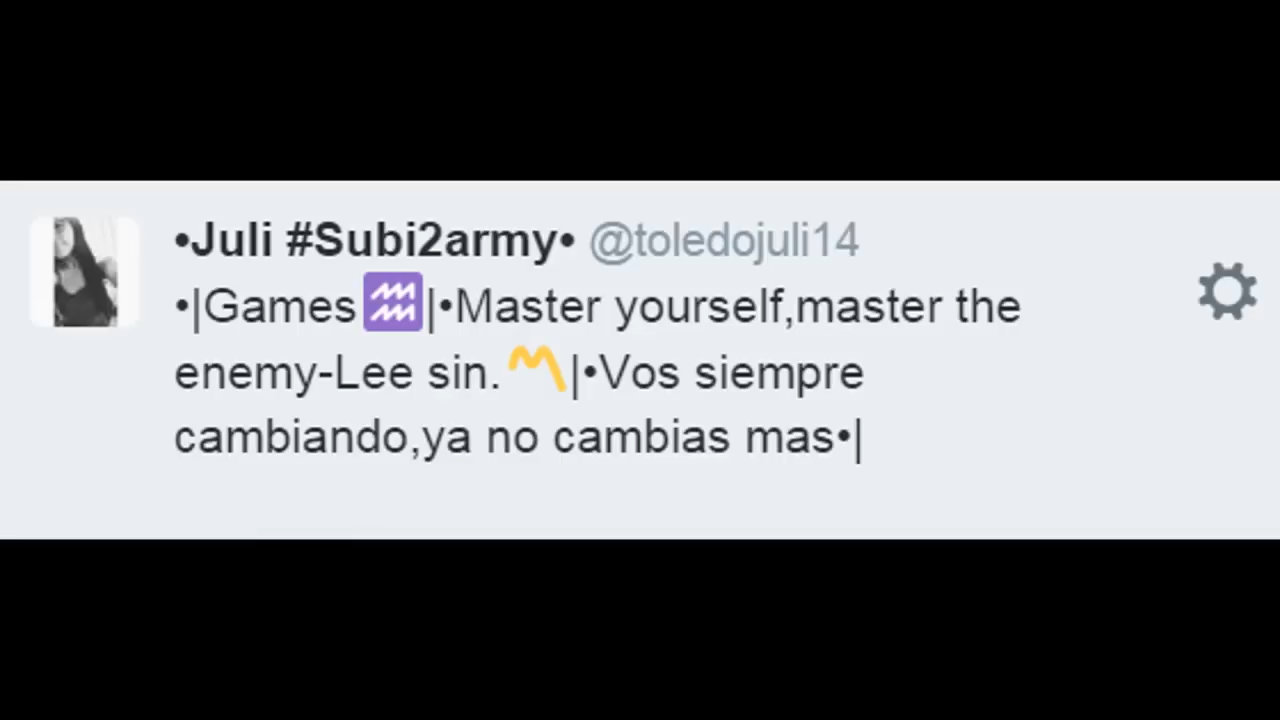 •Juli #Subi2army• @toledojuli14
•|Games♒|•Master yourself,master the
enemy-Lee sin.〽️|•Vos siempre
cambiando,ya no cambias mas•|